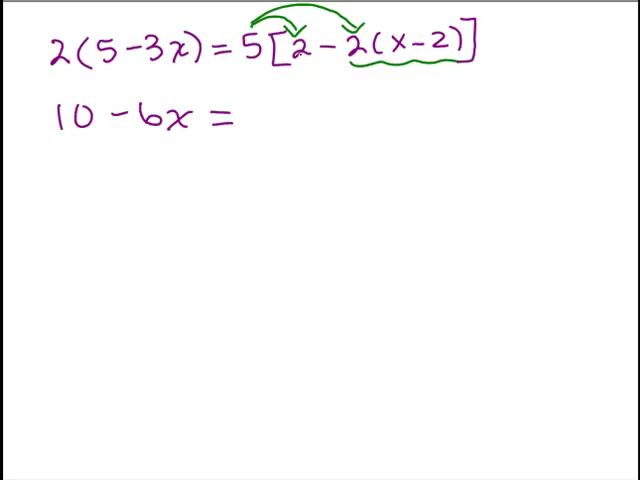 2(5-3x) = 5[2-2(x-2)]
10-6x =